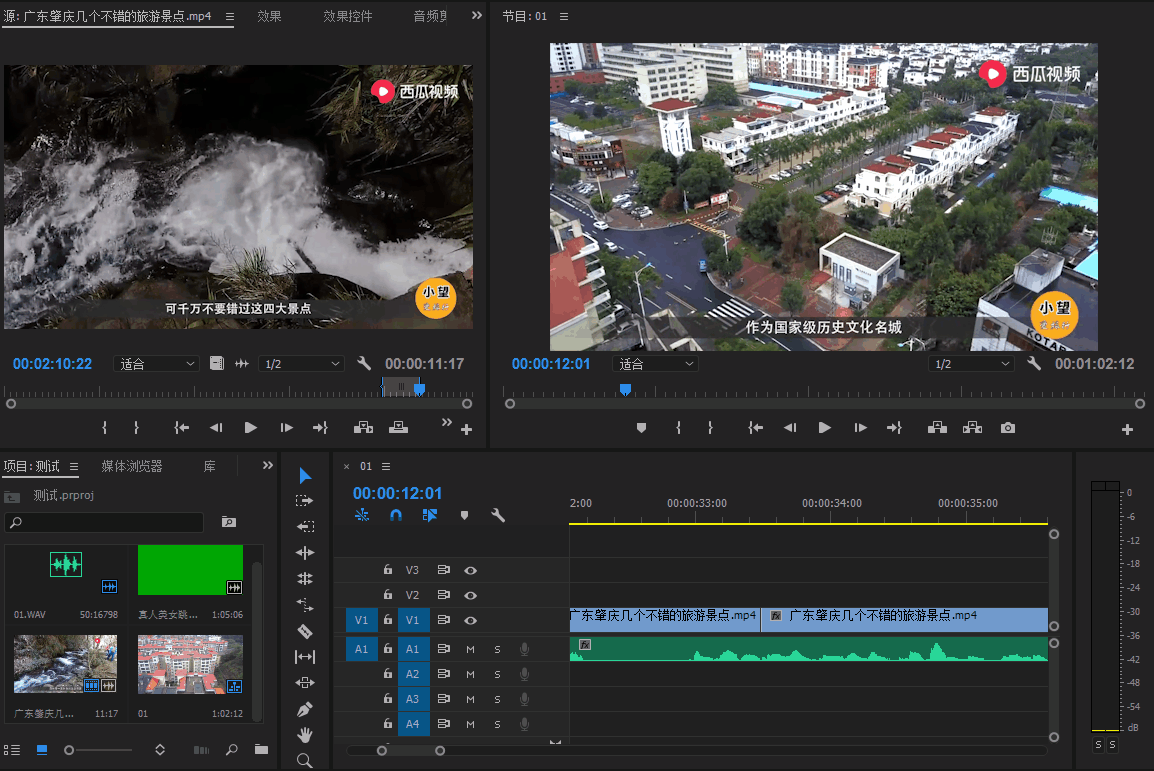 源: 广东肇庆几个不错的旅游景点.mp4
效果
效果控件
音频剪
节目: 01
西瓜视频
小望
可千万不要错过这四大景点
西瓜视频
小望
作为国家级历史文化名城
KOTA
00:02:10:22
适合
1/2
00:00:11:17
00:00:12:01
适合
1/2
00:01:02:12
项目: 测试
媒体浏览器
库
测试.prproj
01.WAV
50:16798
真人美女跳...
1:05:06
广东肇庆几...
11:17
01
1:02:12
× 01
00:00:12:01
2:00
00:00:33:00
00:00:34:00
00:00:35:00
V3
V2
V1 V1
广东肇庆几个不错的旅游景点.mp4
fx 广东肇庆几个不错的旅游景点.mp4
A1 A1 M S
fx
A2 M S
A3 M S
A4 M S
0
-6
-12
-18
-24
-30
-36
-42
-48
-54
dB
S S